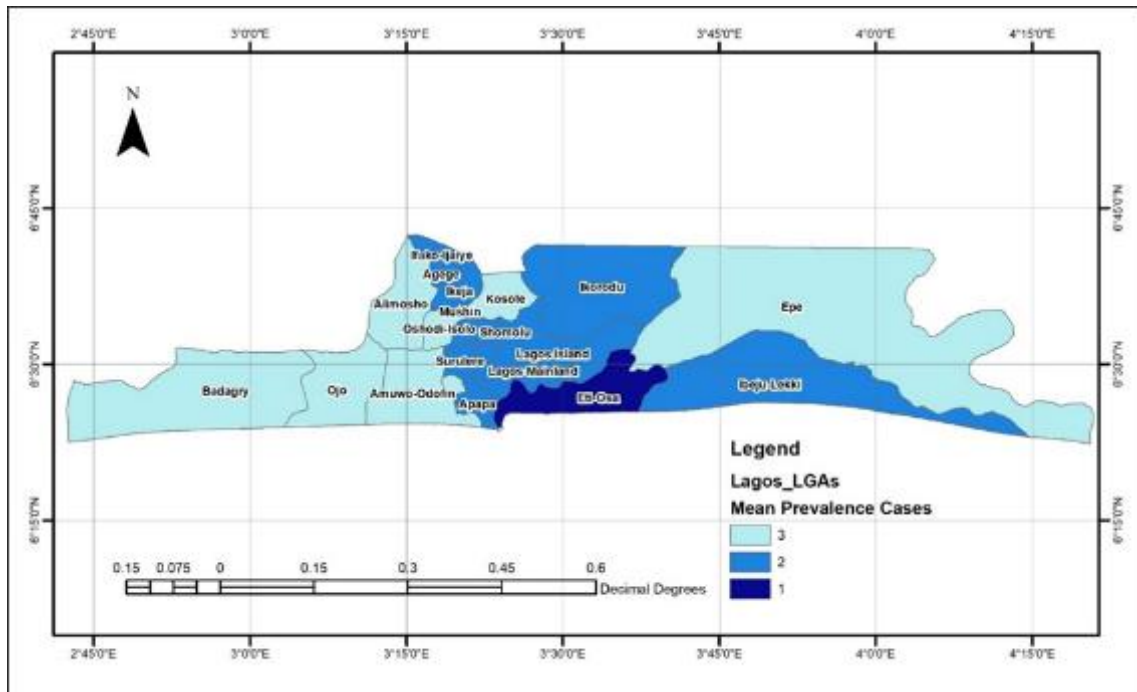 2°45'0"E 3°0'0"E 3°15'0"E 3°30'0"E 3°45'0"E 4°0'0"E 4°15'0"E
N
6°45'0"N 6°45'0"N
Ifako-Ijaiye
Agege
Ikeja
Ikorodu
Kosofe
Alimosho
Mushin
Epe
Oshodi-Isolo
Shomolu
Lagos Island
6°30'0"N 6°30'0"N
Surulere
Lagos Mainland
Badagry
Ojo
Amuwo-Odofin
Ibeju-Lekki
Eti-Osa
Apapa
Legend
Lagos_LGAs
Mean Prevalence Cases
6°15'0"N 6°15'0"N
3
2
1
0.15 0.075 0 0.15 0.3 0.45 0.6
Decimal Degrees
2°45'0"E 3°0'0"E 3°15'0"E 3°30'0"E 3°45'0"E 4°0'0"E 4°15'0"E